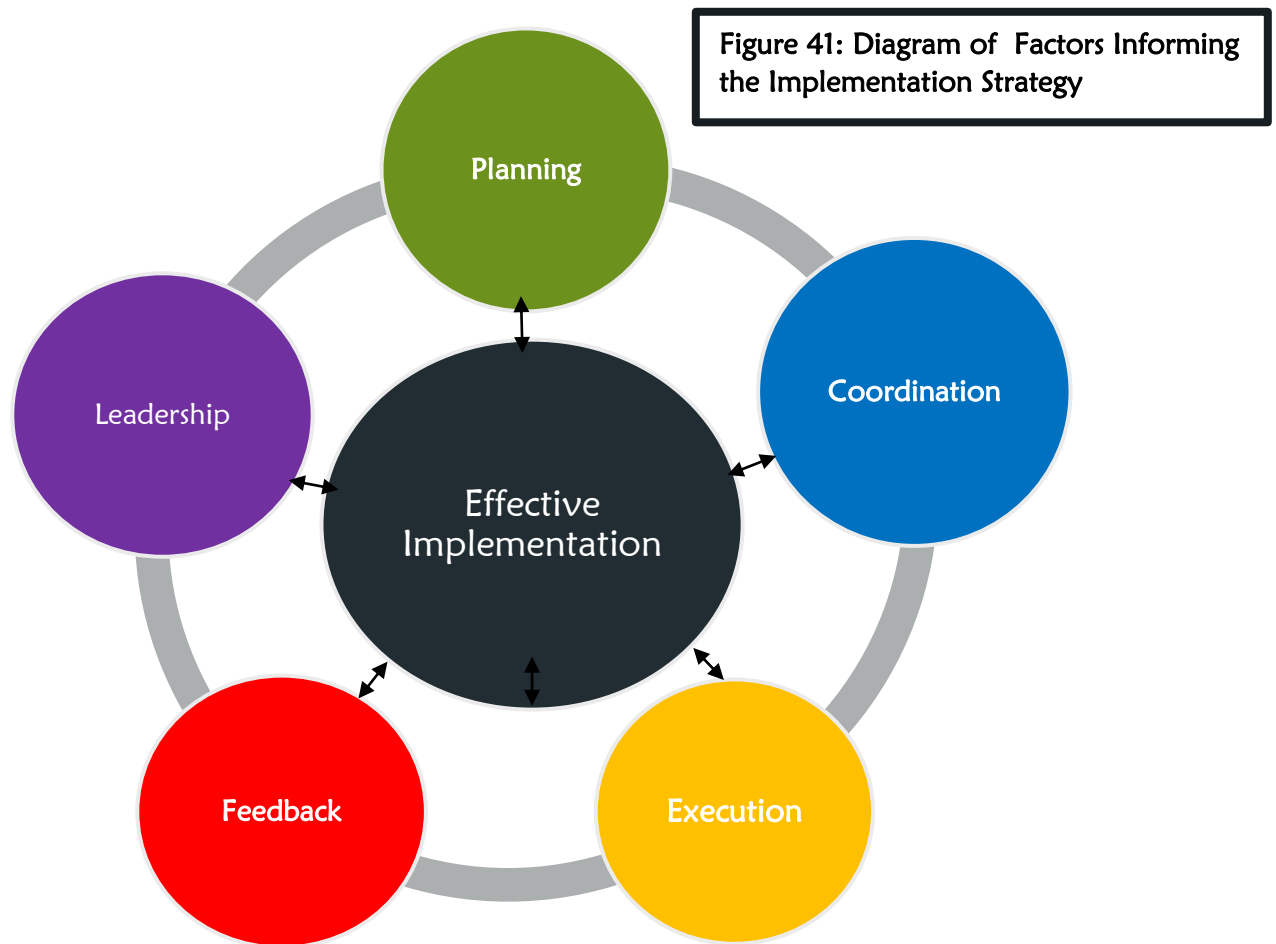 Figure 41: Diagram of  Factors Informing
the Implementation Strategy
Planning
Coordination
Leadership
Effective
Implementation
Feedback
Execution